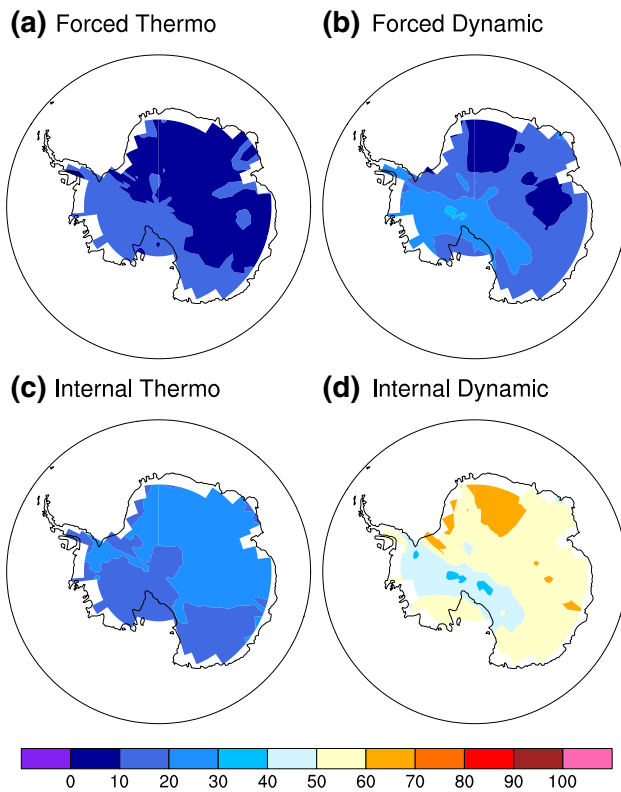 (a) Forced Thermo
(b) Forced Dynamic
(c) Internal Thermo
(d) Internal Dynamic
0 10 20 30 40 50 60 70 80 90 100